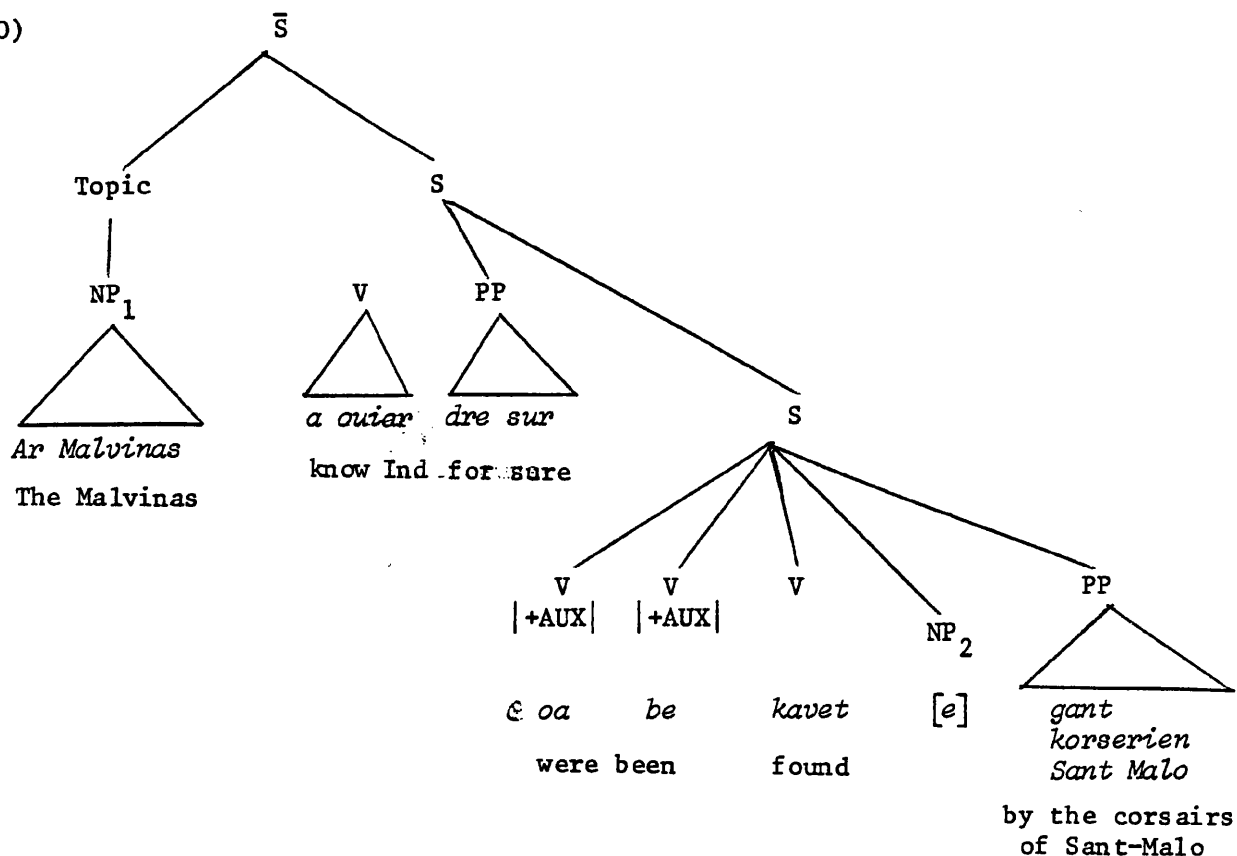 0)
S̄
Topic S
NP1 V PP
Ar Malvinas a ouiar dre sur
The Malvinas know Ind for sure
S
V V V PP
|+AUX| |+AUX| NP2
e oa be kavet [e] gant
korserien
Sant Malo
were been found
by the corsairs
of Sant-Malo